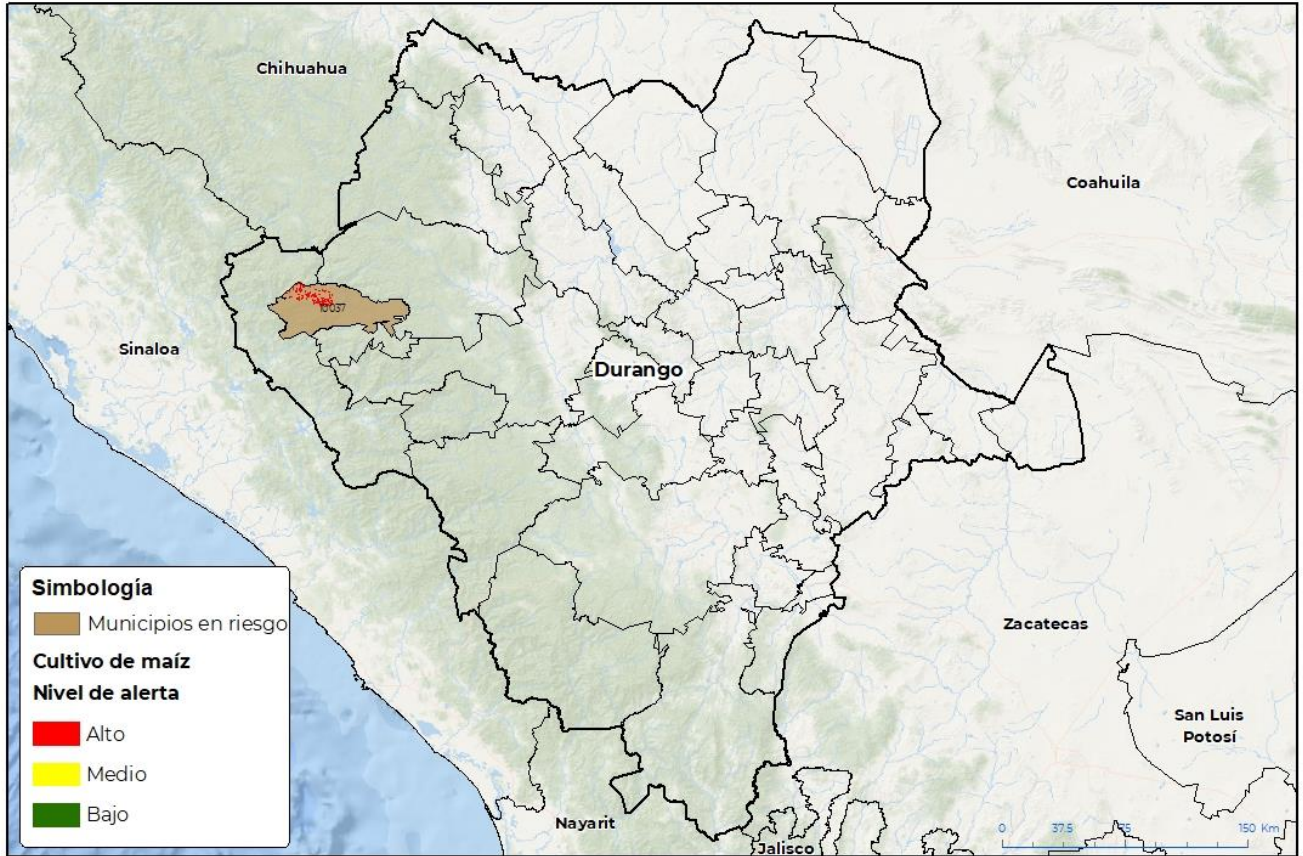 Chihuahua
Coahuila
10037
Sinaloa
Durango
Simbología
Municipios en riesgo
Cultivo de maíz
Nivel de alerta
Alto
Medio
Bajo
Zacatecas
San Luis
Potosí
Nayarit
Jalisco
0 37.5 75 150 Km